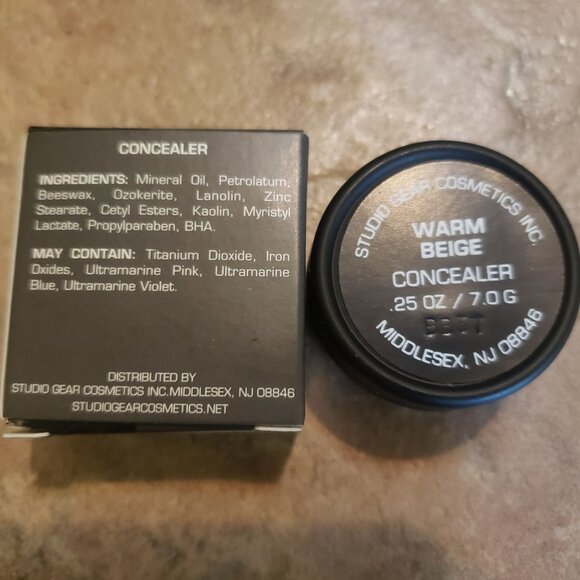 CONCEALER
INGREDIENTS: Mineral Oil, Petrolatum,
Beeswax, Ozokerite, Lanolin, Zinc
Stearate, Cetyl Esters, Kaolin, Myristyl
Lactate, Propylparaben, BHA.
MAY CONTAIN: Titanium Dioxide, Iron
Oxides, Ultramarine Pink, Ultramarine
Blue, Ultramarine Violet.
DISTRIBUTED BY
STUDIO GEAR COSMETICS INC. MIDDLESEX, NJ 08846
STUDIOGEARCOSMETICS.NET
STUDIO GEAR COSMETICS INC.
WARM
BEIGE
CONCEALER
.25 OZ / 7.0 G
MIDDLESEX, NJ 08846